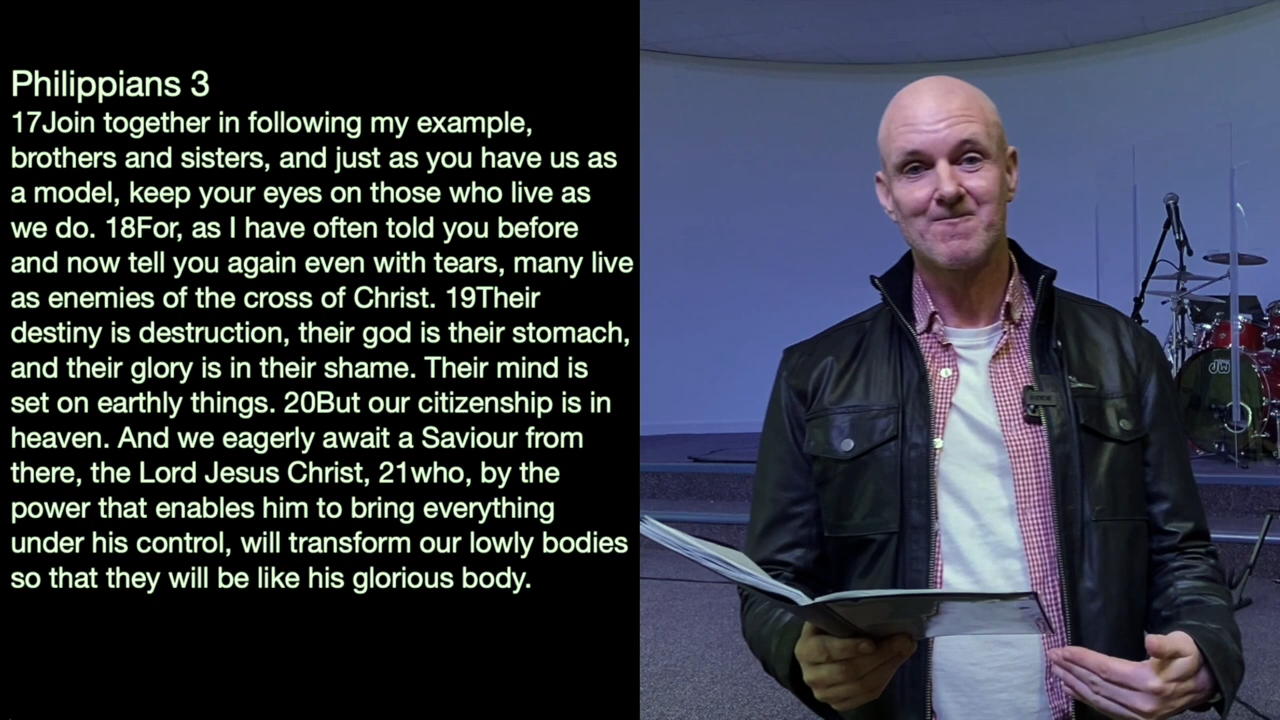 Philippians 3
17Join together in following my example,
brothers and sisters, and just as you have us as
a model, keep your eyes on those who live as
we do. 18For, as I have often told you before
and now tell you again even with tears, many live
as enemies of the cross of Christ. 19Their
destiny is destruction, their god is their stomach,
and their glory is in their shame. Their mind is
set on earthly things. 20But our citizenship is in
heaven. And we eagerly await a Saviour from
there, the Lord Jesus Christ, 21who, by the
power that enables him to bring everything
under his control, will transform our lowly bodies
so that they will be like his glorious body.
DW